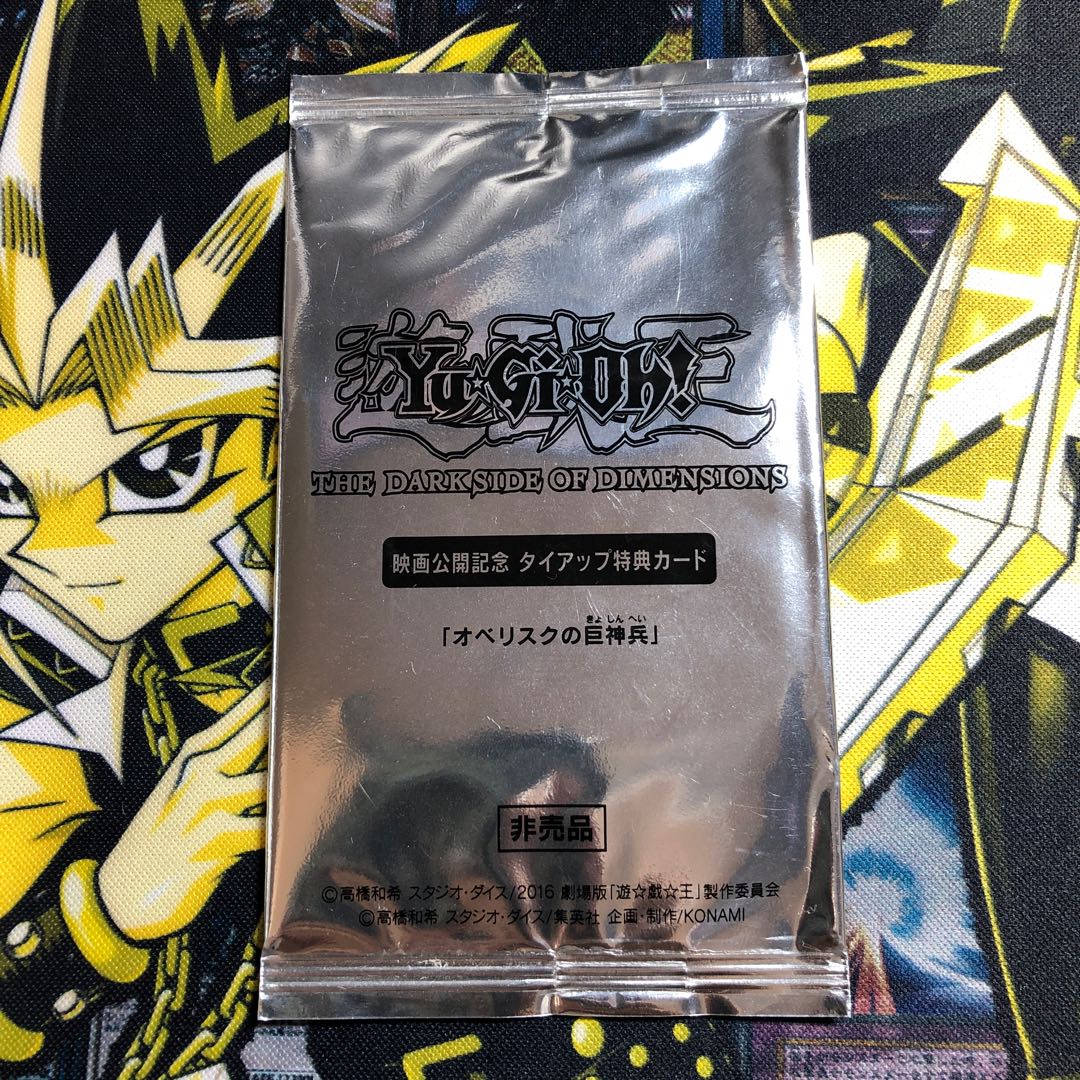 遊戯王
Yu☆Gi☆Oh!
THE DARKSIDE OF DIMENSIONS
映画公開記念 タイアップ特典カード
きょ しん へい
「オベリスクの巨神兵」
非売品
©高橋和希 スタジオ・ダイス/2016 劇場版「遊☆戯☆王」製作委員会
©高橋和希 スタジオ・ダイス/集英社 企画・制作/KONAMI